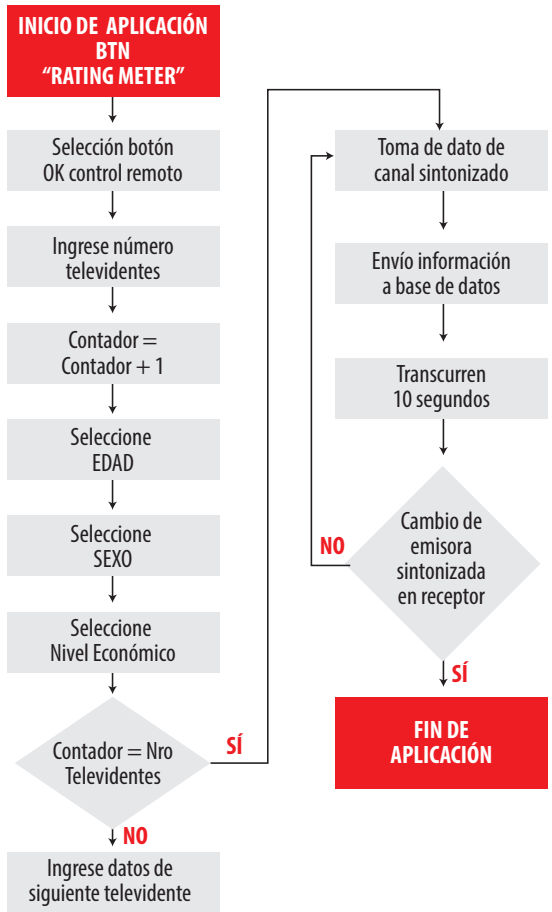 INICIO DE APLICACIÓN
BTN
“RATING METER”
Selección botón
OK control remoto
Ingrese número
televidentes
Contador =
Contador + 1
Seleccione
EDAD
Seleccione
SEXO
Seleccione
Nivel Económico
Contador = Nro
Televidentes
SÍ
NO
Ingrese datos de
siguiente televidente
Toma de dato de
canal sintonizado
Envío información
a base de datos
Transcurren
10 segundos
Cambio de
emisora
sintonizada
en receptor
NO
SÍ
FIN DE
APLICACIÓN